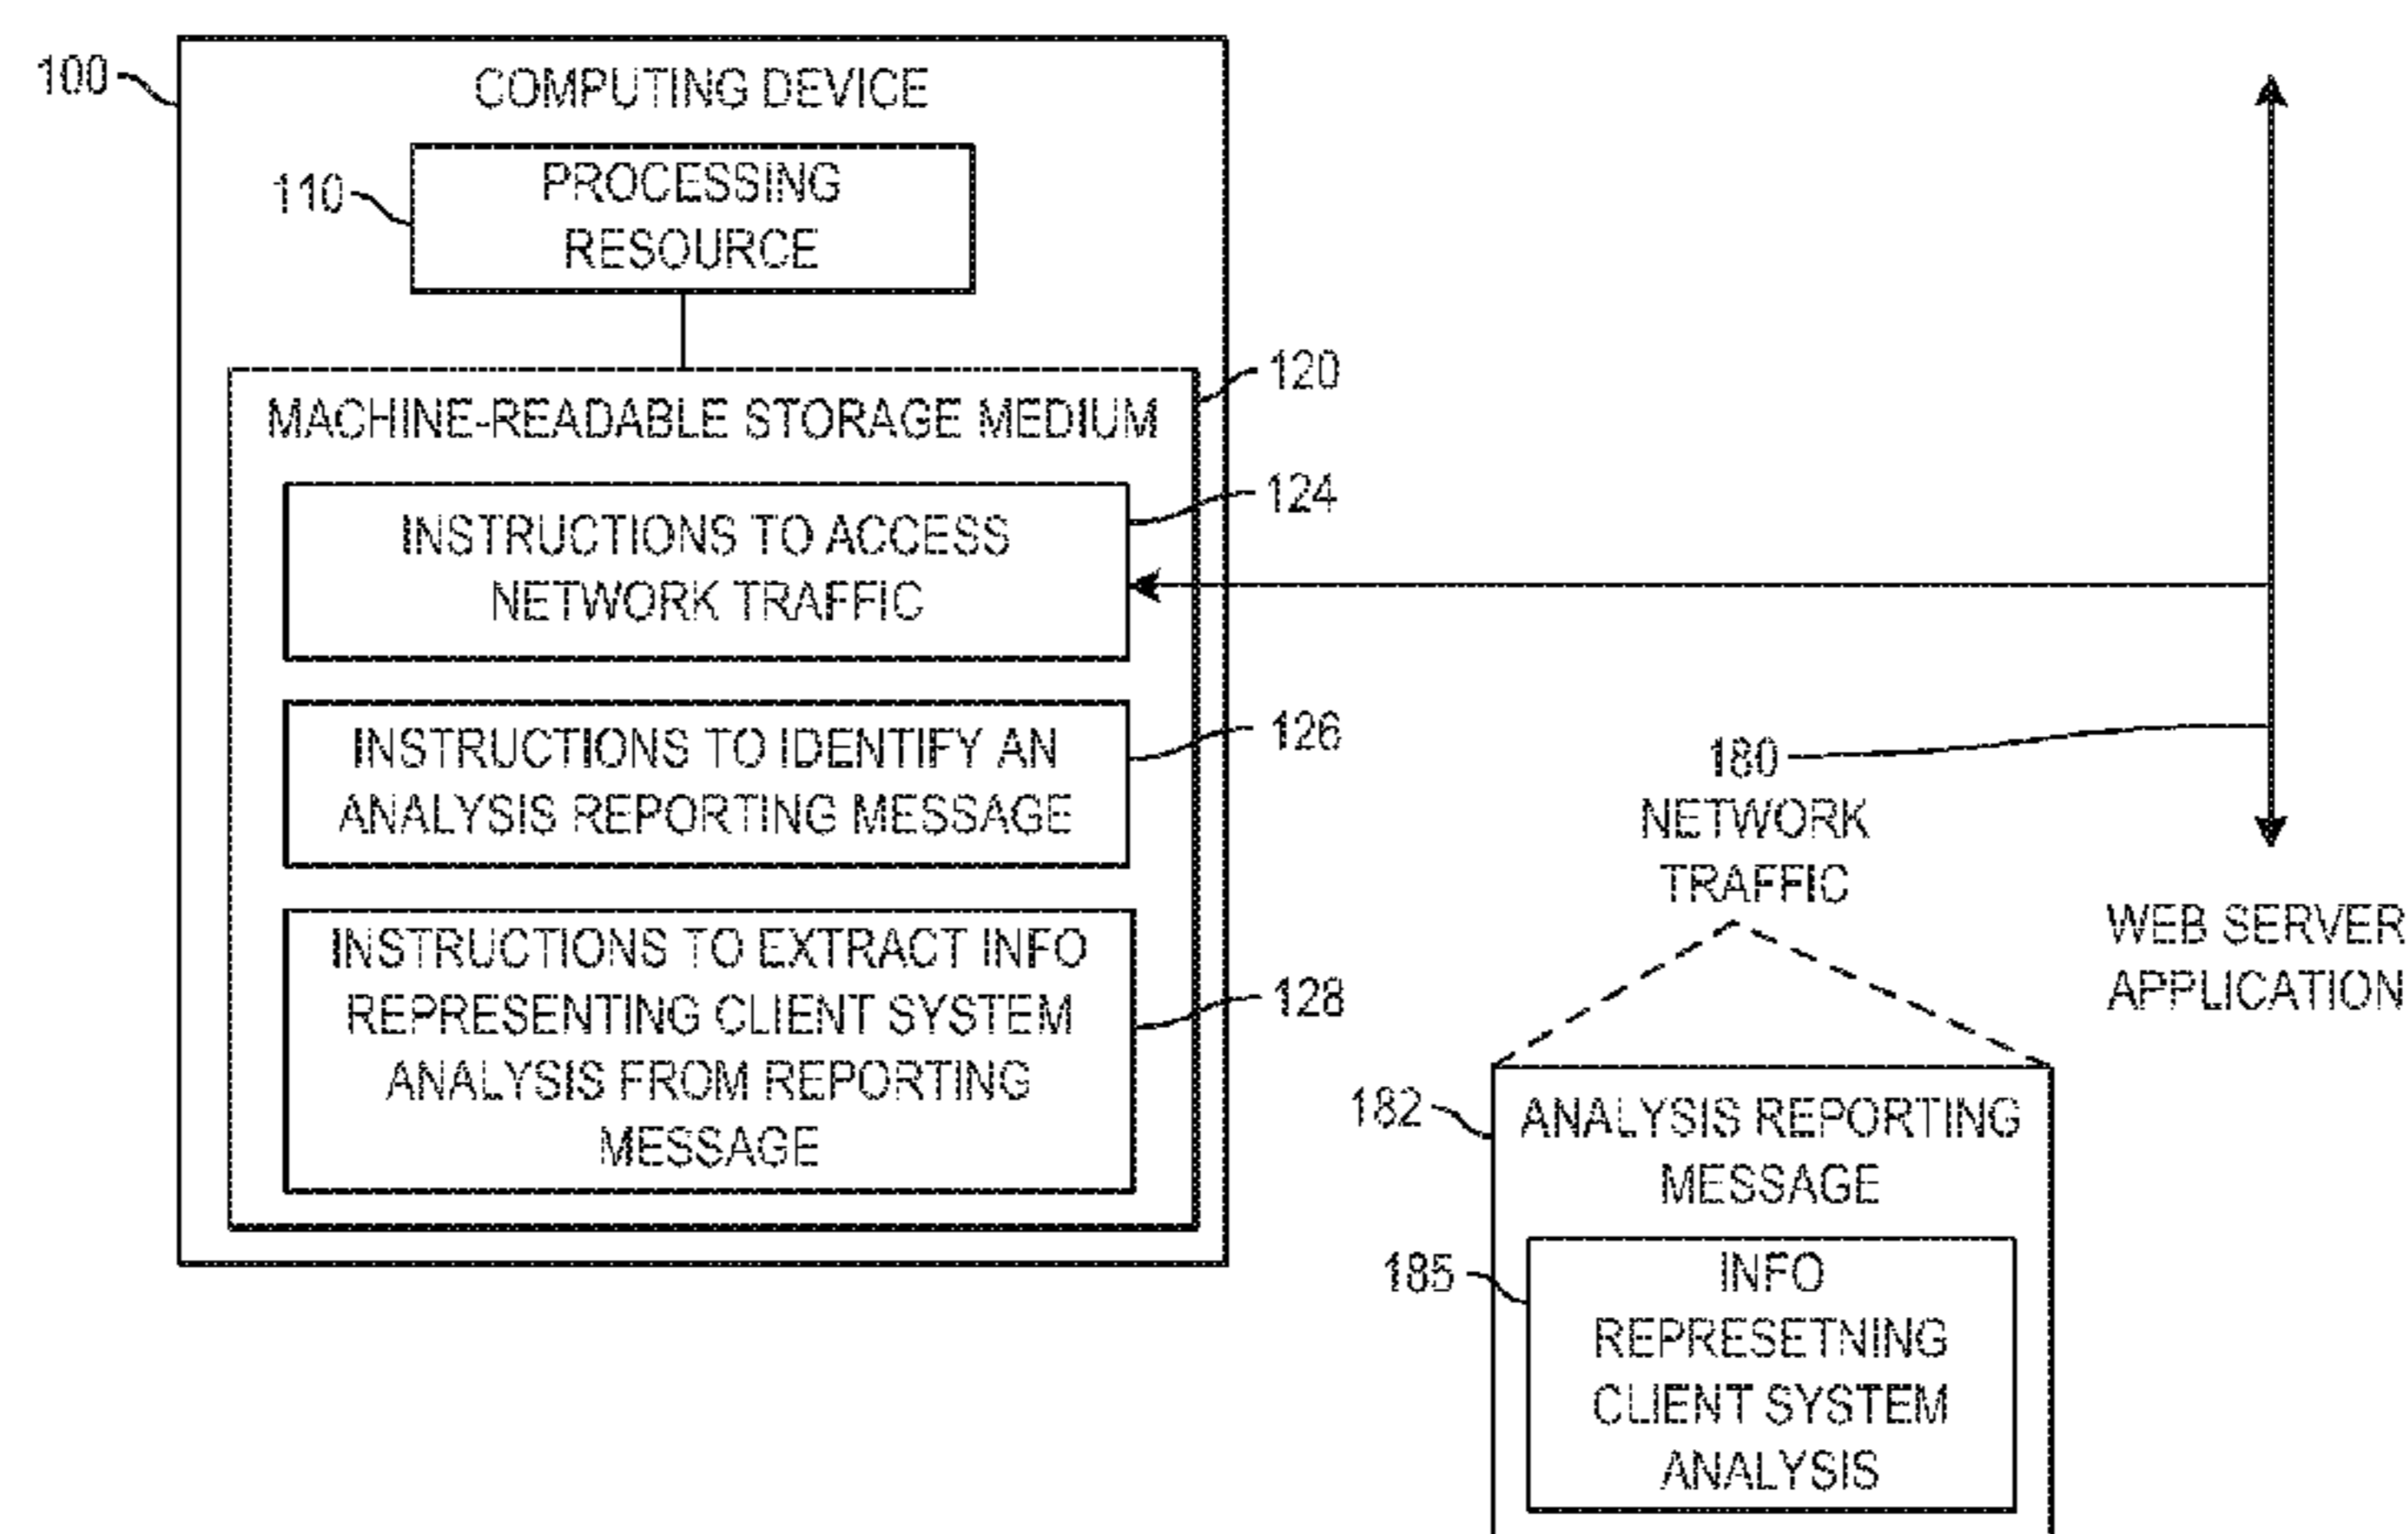 100
COMPUTING DEVICE
110
PROCESSING
RESOURCE
120
MACHINE-READABLE STORAGE MEDIUM
124
INSTRUCTIONS TO ACCESS
NETWORK TRAFFIC
126
INSTRUCTIONS TO IDENTIFY AN
ANALYSIS REPORTING MESSAGE
128
INSTRUCTIONS TO EXTRACT INFO
REPRESENTING CLIENT SYSTEM
ANALYSIS FROM REPORTING
MESSAGE
180
NETWORK
TRAFFIC
WEB SERVER
APPLICATION
182
ANALYSIS REPORTING
MESSAGE
185
INFO
REPRESETNING
CLIENT SYSTEM
ANALYSIS